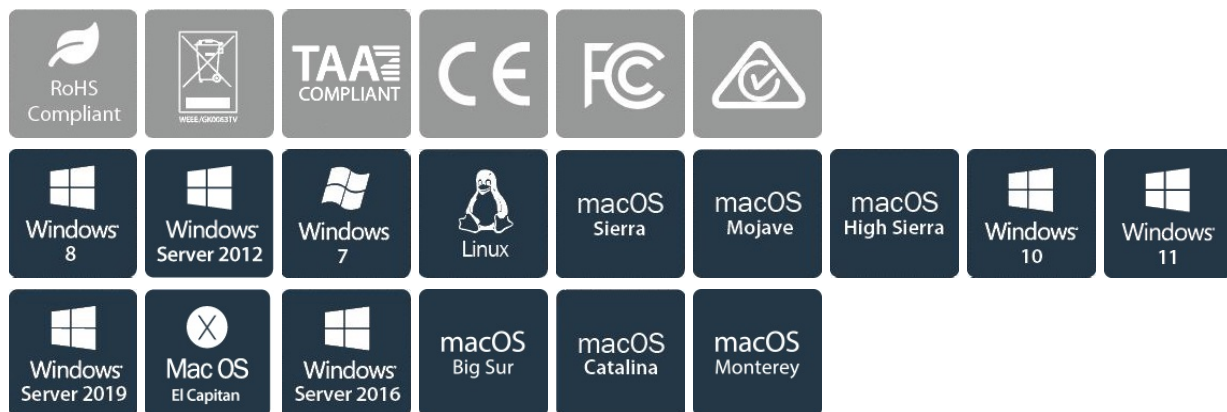 RoHS
Compliant
WEEE/GK0063TV
TAA
COMPLIANT
CE
FC
Windows
8
Windows
Server 2012
Windows
7
Linux
macOS
Sierra
macOS
Mojave
macOS
High Sierra
Windows
10
Windows
11
Windows
Server 2019
X
Mac OS
El Capitan
Windows
Server 2016
macOS
Big Sur
macOS
Catalina
macOS
Monterey